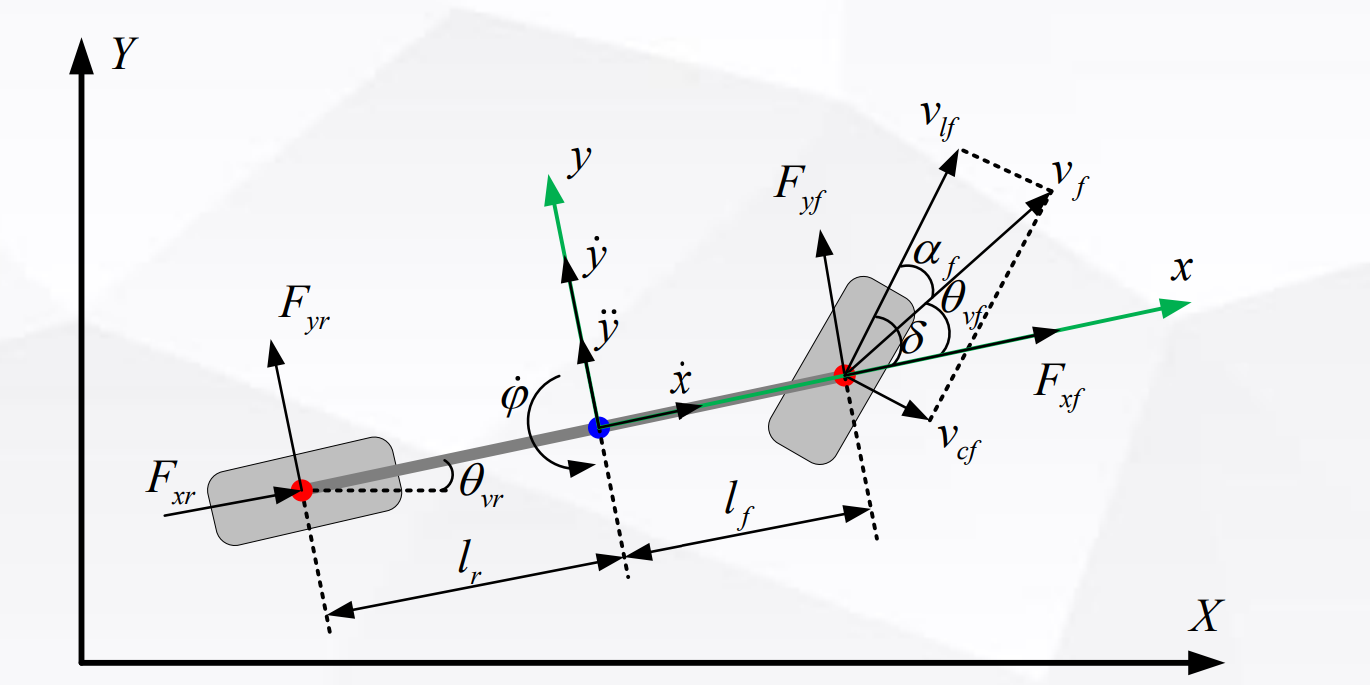 Y
v_lf
y
F_yf
v_f
ẏ
α_f
x
F_yr
ÿ
θ_vf
δ
φ̇
ẋ
F_xf
v_cf
F_xr
θ_vr
l_f
l_r
X